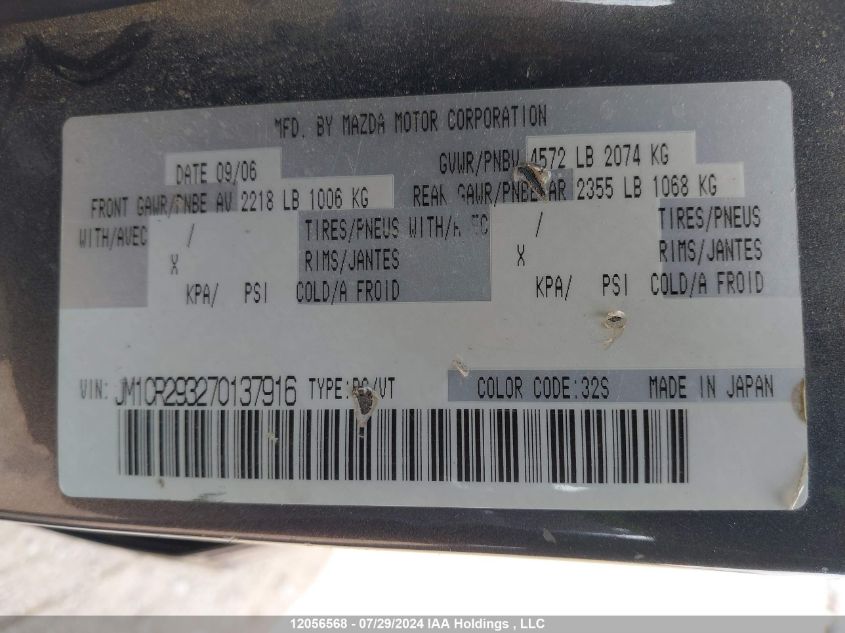 MFD. BY MAZDA MOTOR CORPORATION
DATE 09/06 GVWR/PNBV 4572 LB 2074 KG
FRONT GAWR/PNBE AV 2218 LB 1006 KG REAR GAWR/PNBE AR 2355 LB 1068 KG
WITH/AVEC / TIRES/PNEUS WITH/AVEC / TIRES/PNEUS
X RIMS/JANTES X RIMS/JANTES
KPA/ PSI COLD/A FROID KPA/ PSI COLD/A FROID
VIN: JM1CR293270137916 TYPE:PC/VT COLOR CODE:32S MADE IN JAPAN
12056568 - 07/29/2024 IAA Holdings , LLC